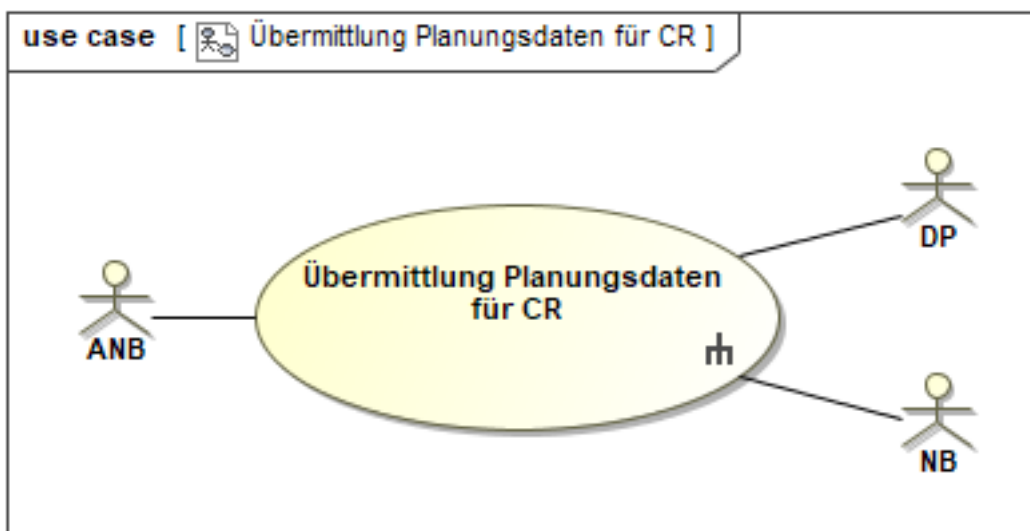 use case [ Übermittlung Planungsdaten für CR ]
DP
Übermittlung Planungsdaten
für CR
ANB
NB